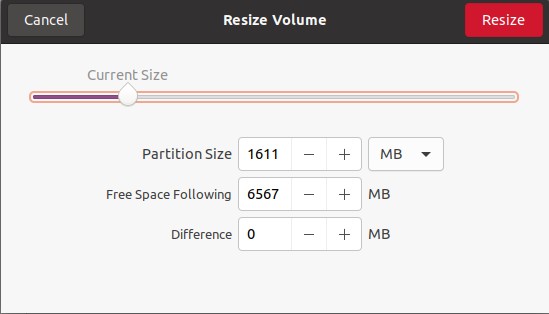 Cancel Resize Volume Resize
Current Size
Partition Size 1611 − + MB
Free Space Following 6567 − + MB
Difference 0 − + MB